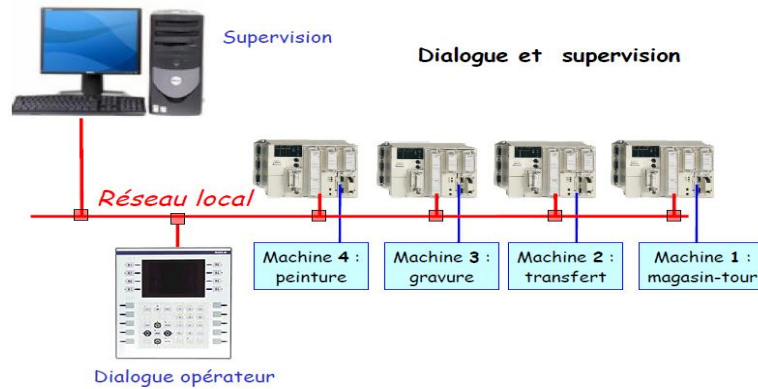 Supervision
Dialogue et supervision
Réseau local
Machine 4 :
peinture
Machine 3 :
gravure
Machine 2 :
transfert
Machine 1 :
magasin-tour
Dialogue opérateur